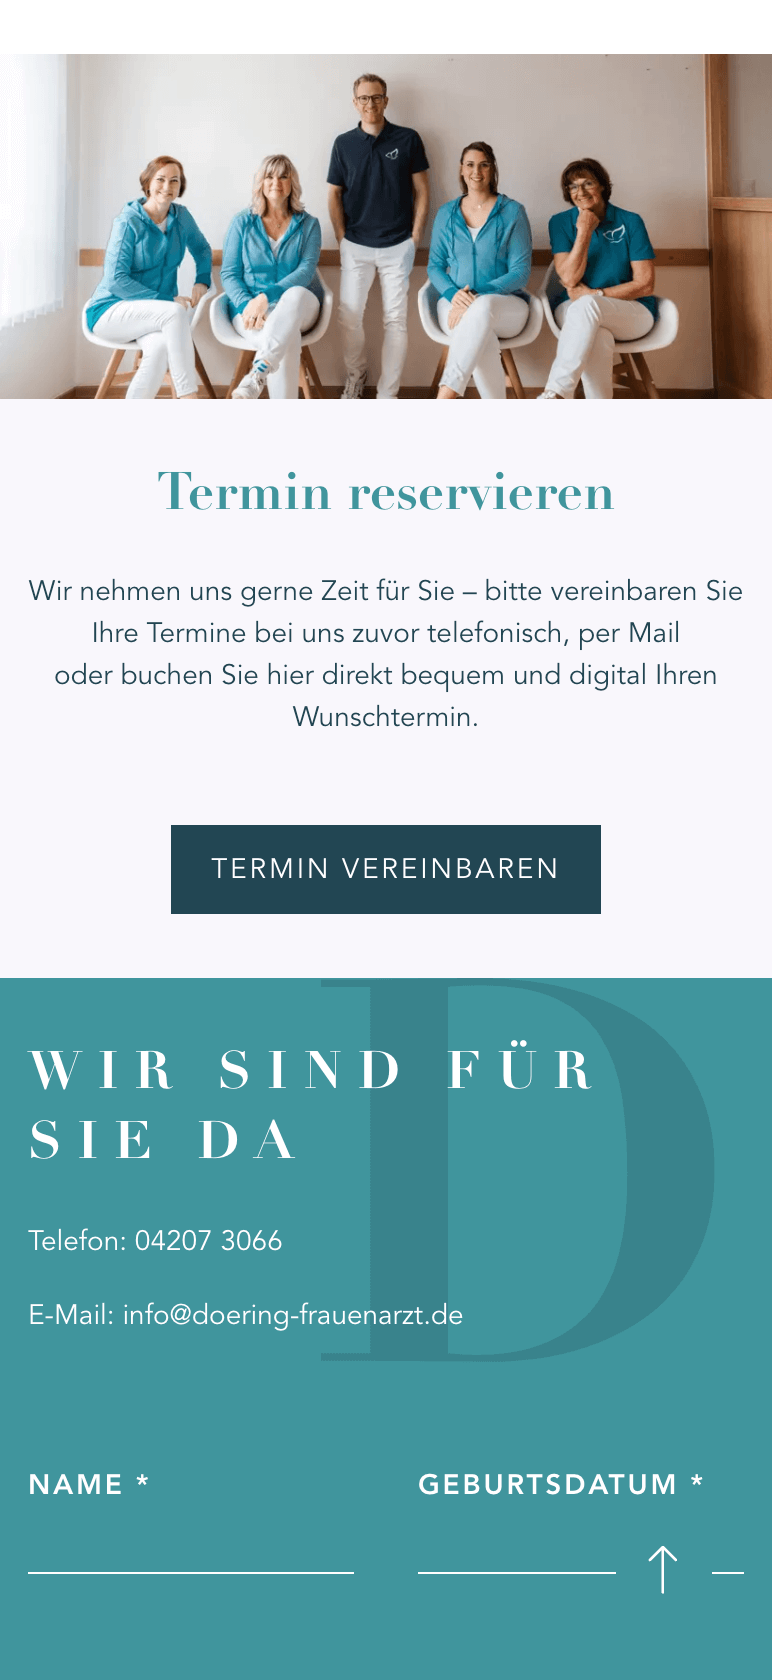 Termin reservieren
Wir nehmen uns gerne Zeit für Sie – bitte vereinbaren Sie
Ihre Termine bei uns zuvor telefonisch, per Mail
oder buchen Sie hier direkt bequem und digital Ihren
Wunschtermin.
TERMIN VEREINBAREN
D
WIR SIND FÜR
SIE DA
Telefon: 04207 3066
E-Mail: info@doering-frauenarzt.de
NAME * GEBURTSDATUM *